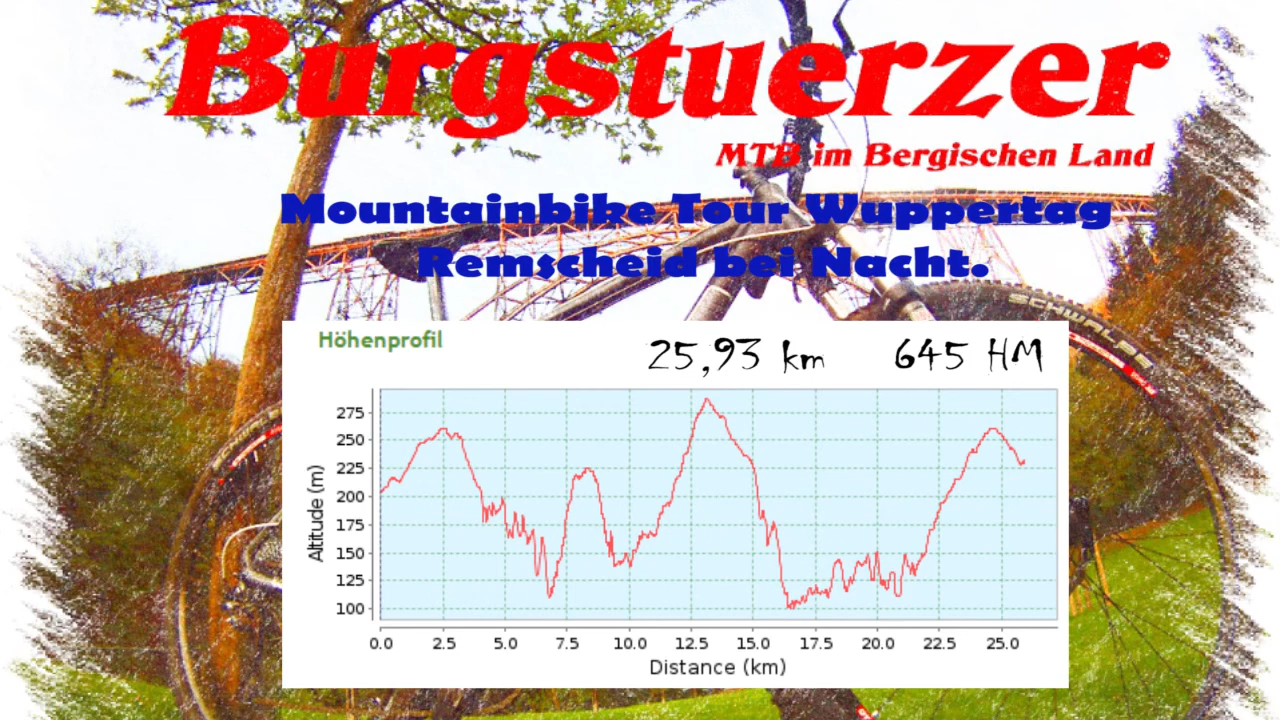 Burgstuerzer
MTB im Bergischen Land
Mountainbike Tour Wuppertag
Remscheid bei Nacht.
Höhenprofil
25,93 km 645 HM
275
250
225
200
175
150
125
100
Altitude (m)
0.0 2.5 5.0 7.5 10.0 12.5 15.0 17.5 20.0 22.5 25.0
Distance (km)
SCHWALBE